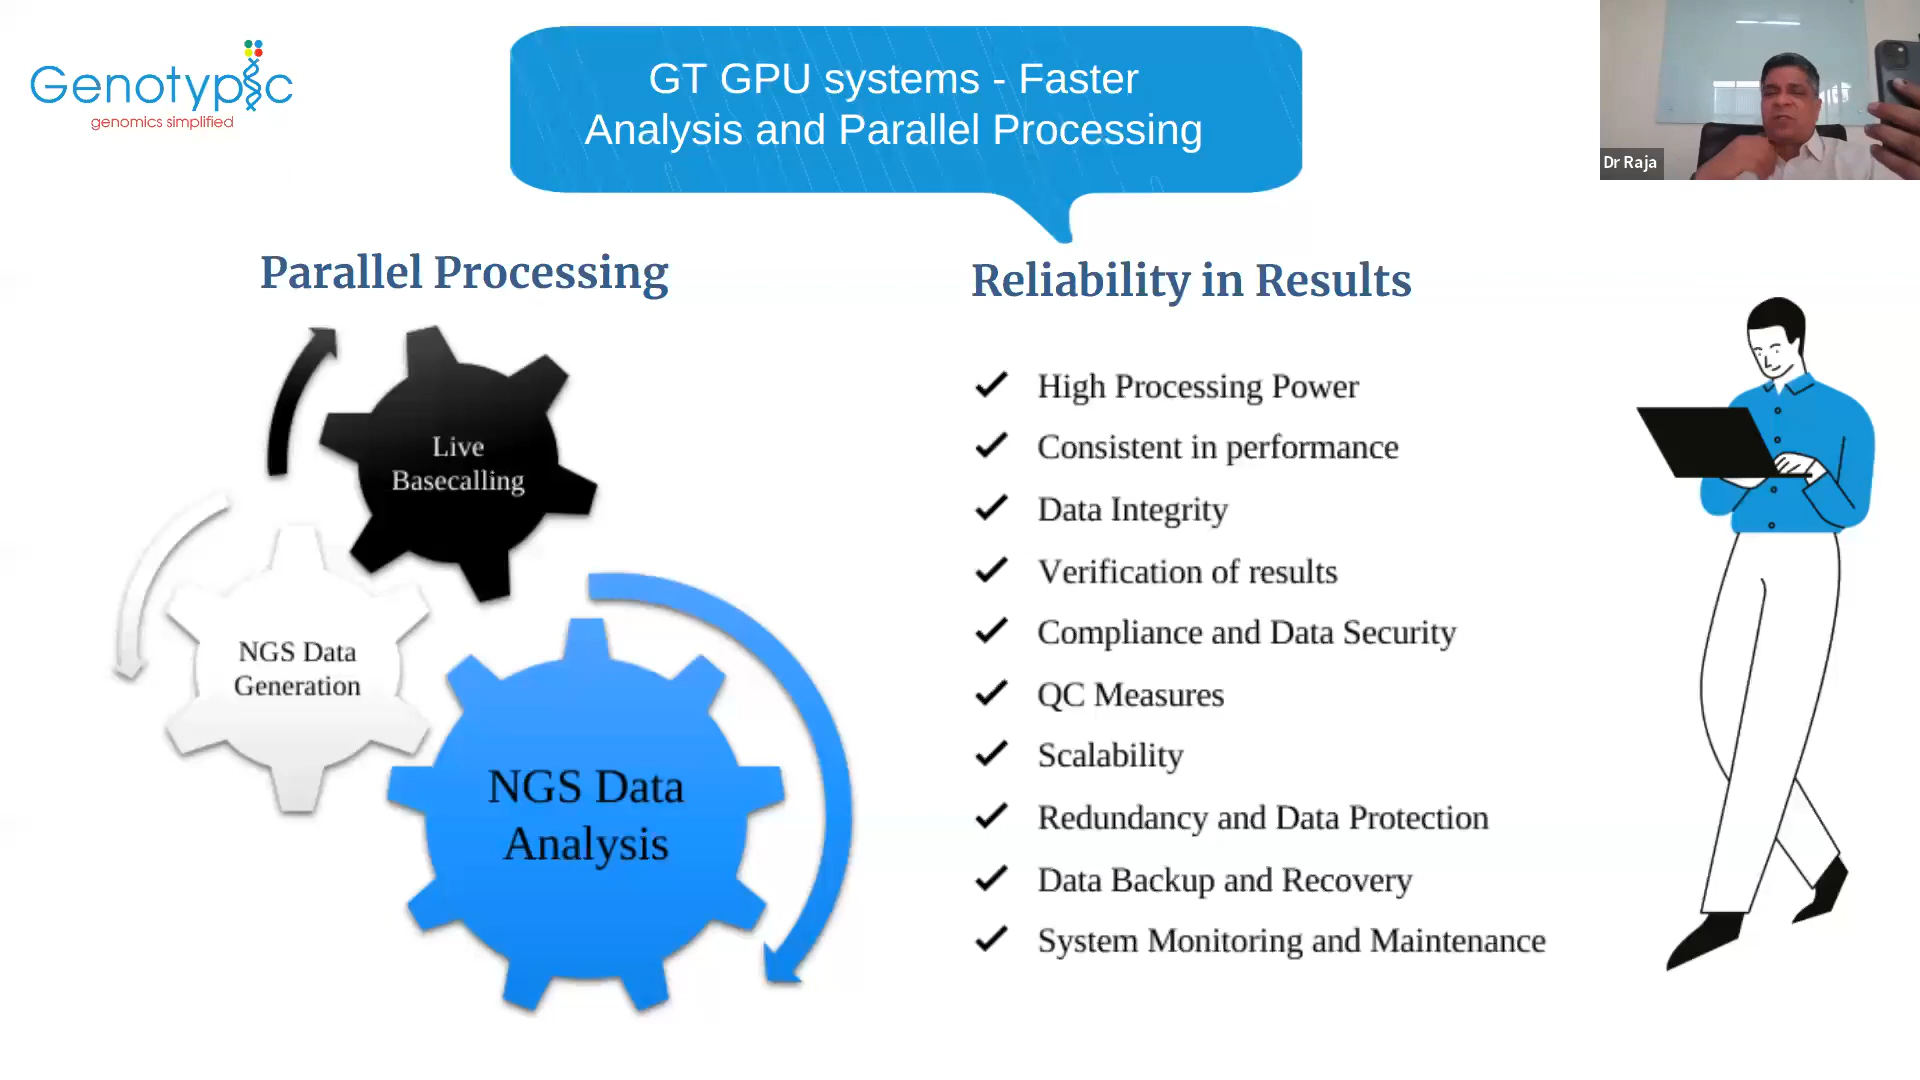 Genotypic
genomics simplified
GT GPU systems - Faster
Analysis and Parallel Processing
Dr Raja
Parallel Processing
Live
Basecalling
NGS Data
Generation
NGS Data
Analysis
Reliability in Results
✓ High Processing Power
✓ Consistent in performance
✓ Data Integrity
✓ Verification of results
✓ Compliance and Data Security
✓ QC Measures
✓ Scalability
✓ Redundancy and Data Protection
✓ Data Backup and Recovery
✓ System Monitoring and Maintenance